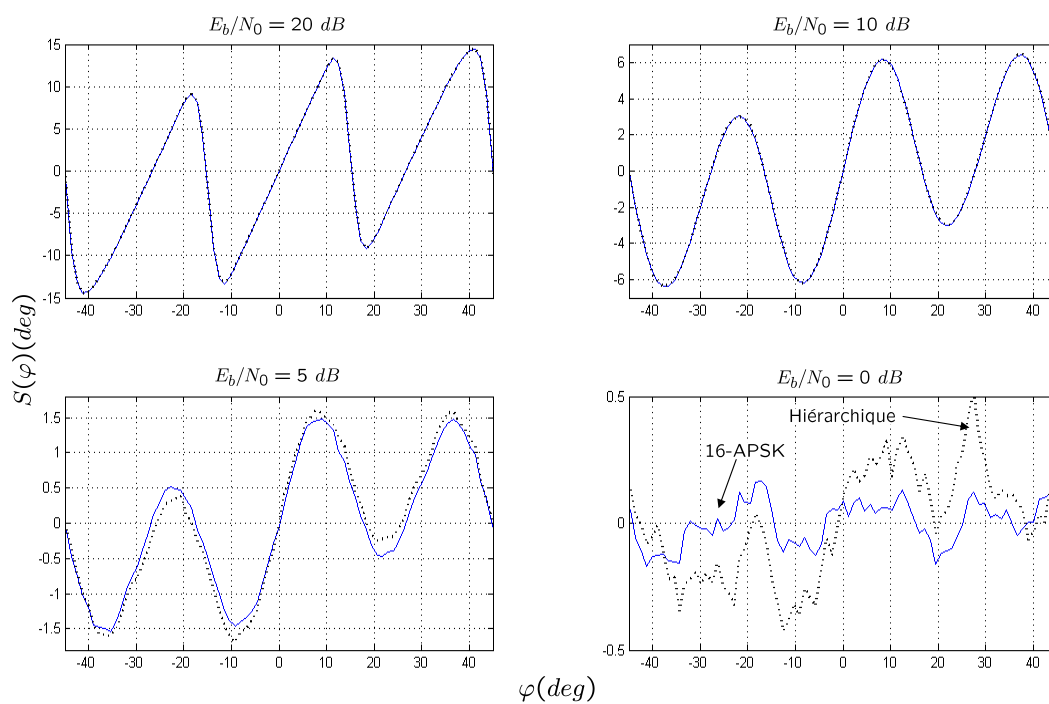 E_b/N_0 = 20 dB
15
10
5
0
-5
-10
-15
-40 -30 -20 -10 0 10 20 30 40
E_b/N_0 = 10 dB
6
4
2
0
-2
-4
-6
-40 -30 -20 -10 0 10 20 30 40
S(φ)(deg)
E_b/N_0 = 5 dB
1.5
1
0.5
0
-0.5
-1
-1.5
-40 -30 -20 -10 0 10 20 30 40
E_b/N_0 = 0 dB
0.5
Hiérarchique
16-APSK
0
-0.5
-40 -30 -20 -10 0 10 20 30 40
φ(deg)